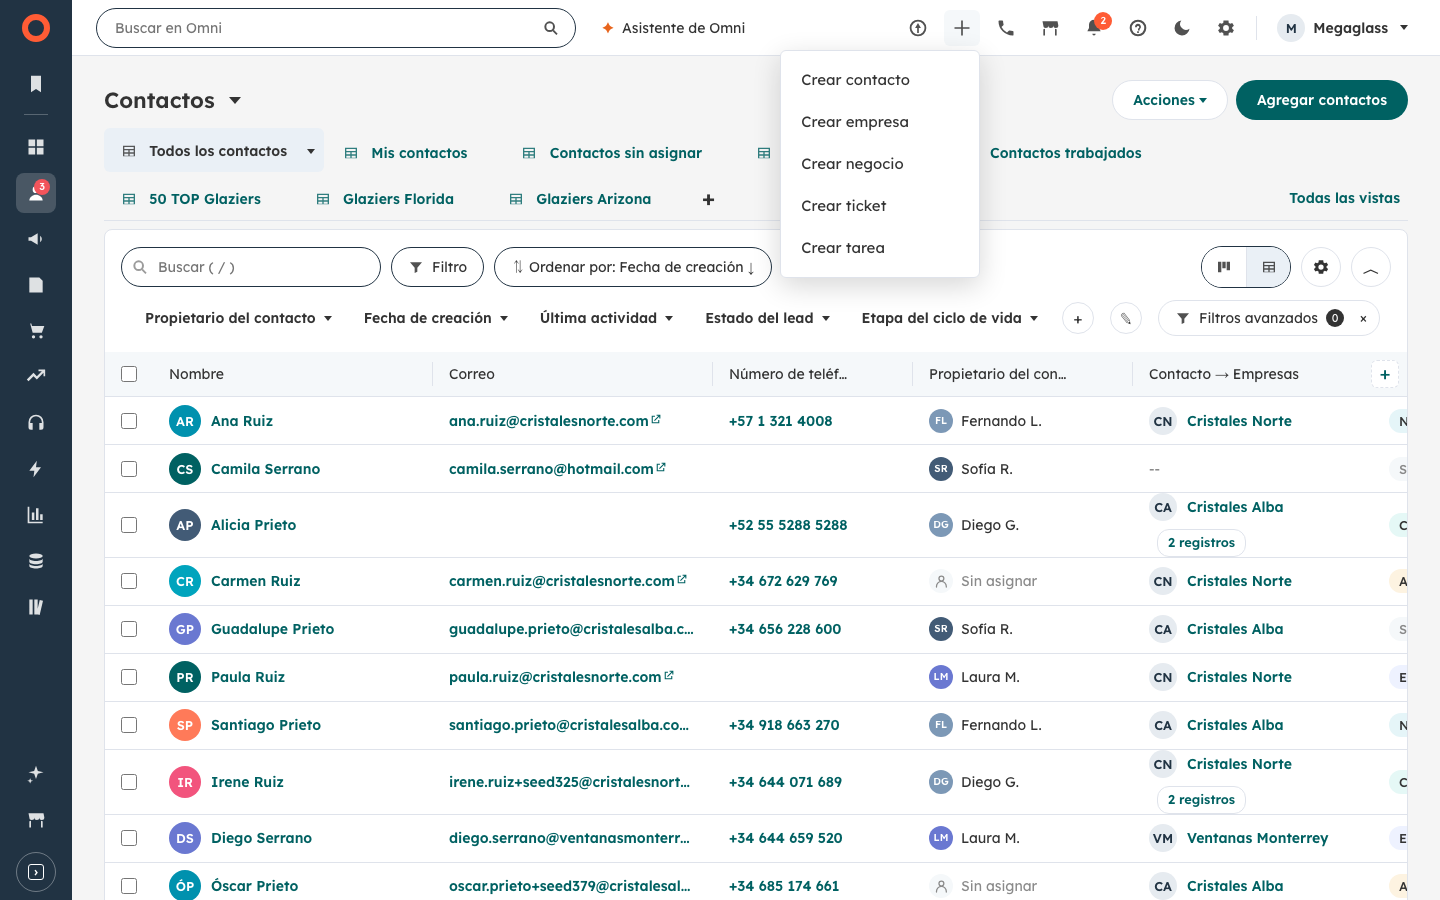 Buscar en Omni
Asistente de Omni
2
M
Megaglass
Crear contacto
Crear empresa
Crear negocio
Crear ticket
Crear tarea
Contactos
Acciones
Agregar contactos
3
Todos los contactos
Mis contactos
Contactos sin asignar
Contactos trabajados
50 TOP Glaziers
Glaziers Florida
Glaziers Arizona
+
Todas las vistas
Buscar ( / )
Filtro
Ordenar por: Fecha de creación ↓
Propietario del contacto
Fecha de creación
Última actividad
Estado del lead
Etapa del ciclo de vida
+
Filtros avanzados 0 ×
Nombre
Correo
Número de teléf...
Propietario del con...
Contacto → Empresas
+
AR Ana Ruiz ana.ruiz@cristalesnorte.com +57 1 321 4008 FL Fernando L. CN Cristales Norte N
CS Camila Serrano camila.serrano@hotmail.com SR Sofía R. -- S
AP Alicia Prieto +52 55 5288 5288 DG Diego G. CA Cristales Alba C
2 registros
CR Carmen Ruiz carmen.ruiz@cristalesnorte.com +34 672 629 769 Sin asignar CN Cristales Norte A
GP Guadalupe Prieto guadalupe.prieto@cristalesalba.c... +34 656 228 600 SR Sofía R. CA Cristales Alba S
PR Paula Ruiz paula.ruiz@cristalesnorte.com LM Laura M. CN Cristales Norte E
SP Santiago Prieto santiago.prieto@cristalesalba.co... +34 918 663 270 FL Fernando L. CA Cristales Alba N
IR Irene Ruiz irene.ruiz+seed325@cristalesnort... +34 644 071 689 DG Diego G. CN Cristales Norte C
2 registros
DS Diego Serrano diego.serrano@ventanasmonterr... +34 644 659 520 LM Laura M. VM Ventanas Monterrey E
ÓP Óscar Prieto oscar.prieto+seed379@cristalesal... +34 685 174 661 Sin asignar CA Cristales Alba A